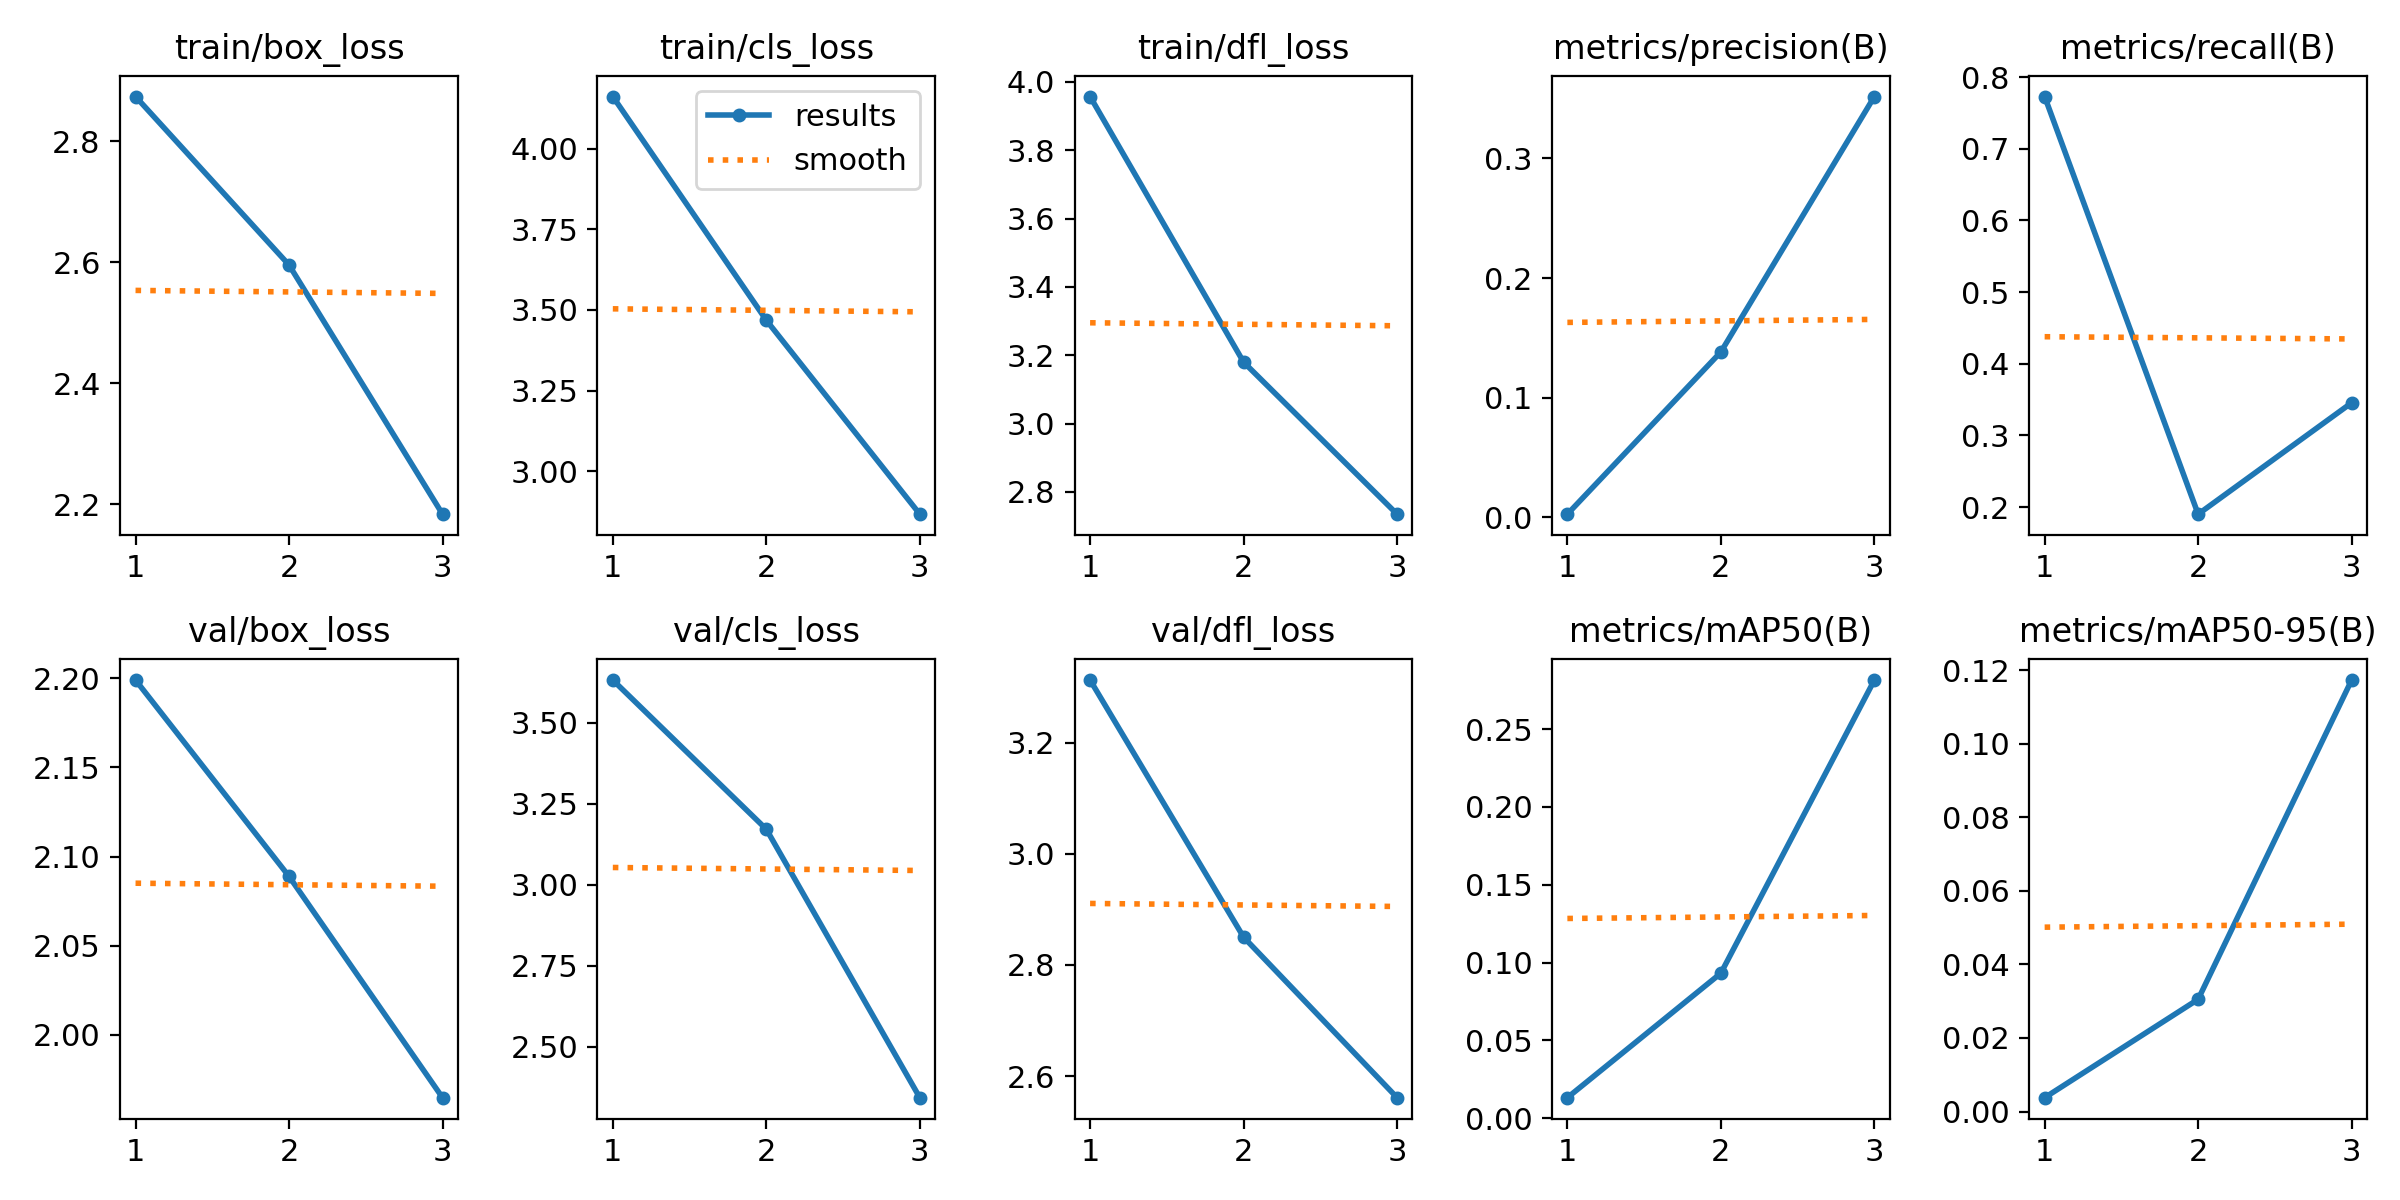 train/box_loss
2.8
2.6
2.4
2.2
1 2 3
train/cls_loss
results
smooth
4.00
3.75
3.50
3.25
3.00
1 2 3
train/dfl_loss
4.0
3.8
3.6
3.4
3.2
3.0
2.8
1 2 3
metrics/precision(B)
0.3
0.2
0.1
0.0
1 2 3
metrics/recall(B)
0.8
0.7
0.6
0.5
0.4
0.3
0.2
1 2 3
val/box_loss
2.20
2.15
2.10
2.05
2.00
1 2 3
val/cls_loss
3.50
3.25
3.00
2.75
2.50
1 2 3
val/dfl_loss
3.2
3.0
2.8
2.6
1 2 3
metrics/mAP50(B)
0.25
0.20
0.15
0.10
0.05
0.00
1 2 3
metrics/mAP50-95(B)
0.12
0.10
0.08
0.06
0.04
0.02
0.00
1 2 3